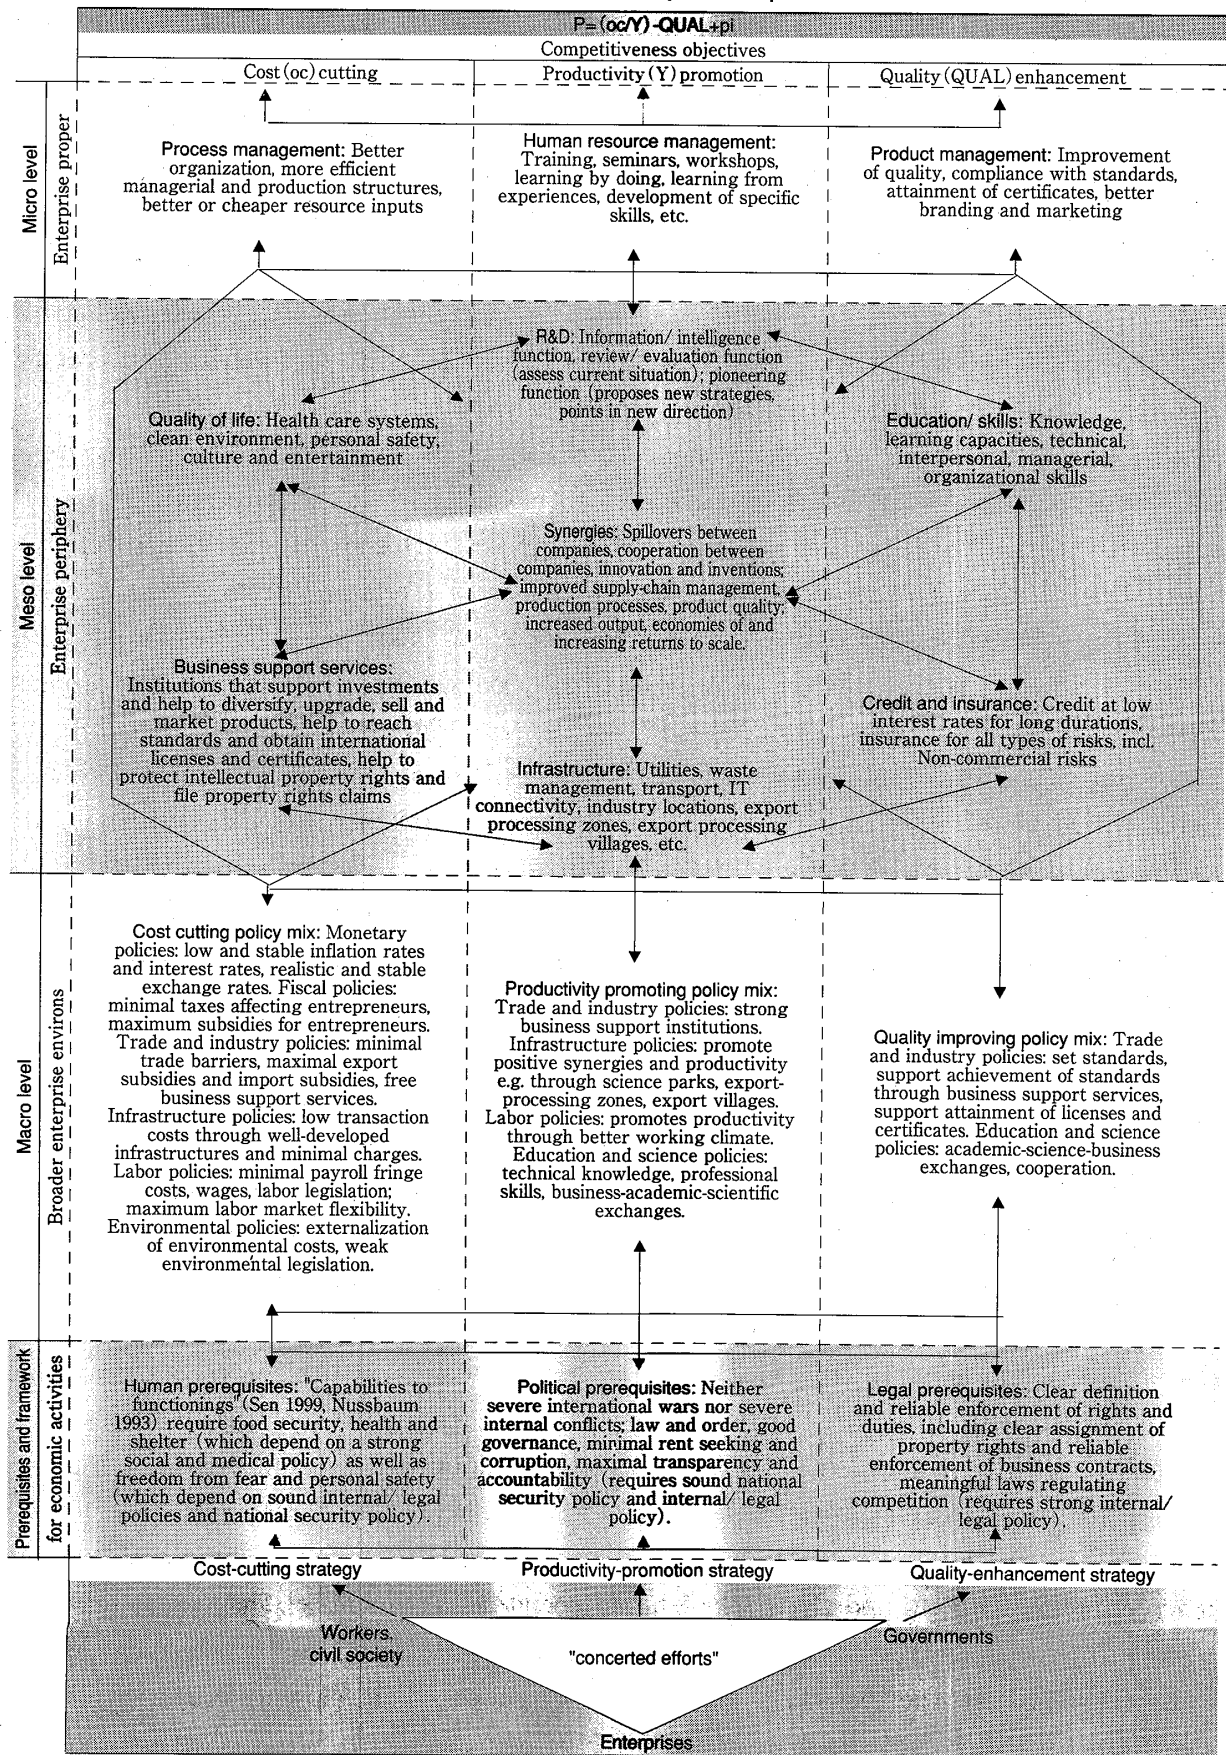 P=(oc/Y)-QUAL+pi
Competitiveness objectives
Cost (oc) cutting
Productivity (Y) promotion
Quality (QUAL) enhancement
Micro level
Enterprise proper
Process management: Better
organization, more efficient
managerial and production structures,
better or cheaper resource inputs
Human resource management:
Training, seminars, workshops,
learning by doing, learning from
experiences, development of specific
skills, etc.
Product management: Improvement
of quality, compliance with standards,
attainment of certificates, better
branding and marketing
Meso level
Enterprise periphery
R&D: Information/ intelligence
function, review/ evaluation function
(assess current situation); pioneering
function (proposes new strategies,
points in new direction)
Quality of life: Health care systems,
clean environment, personal safety,
culture and entertainment
Education/ skills: Knowledge,
learning capacities, technical,
interpersonal, managerial,
organizational skills
Synergies: Spillovers between
companies, cooperation between
companies, innovation and inventions;
improved supply-chain management,
production processes, product quality;
increased output, economies of and
increasing returns to scale.
Business support services:
Institutions that support investments
and help to diversify, upgrade, sell and
market products, help to reach
standards and obtain international
licenses and certificates, help to
protect intellectual property rights and
file property rights claims
Credit and insurance: Credit at low
interest rates for long durations,
insurance for all types of risks, incl.
Non-commercial risks
Infrastructure: Utilities, waste
management, transport, IT
connectivity, industry locations, export
processing zones, export processing
villages, etc.
Macro level
Broader enterprise environs
Cost cutting policy mix: Monetary
policies: low and stable inflation rates
and interest rates, realistic and stable
exchange rates. Fiscal policies:
minimal taxes affecting entrepreneurs,
maximum subsidies for entrepreneurs.
Trade and industry policies: minimal
trade barriers, maximal export
subsidies and import subsidies, free
business support services.
Infrastructure policies: low transaction
costs through well-developed
infrastructures and minimal charges.
Labor policies: minimal payroll fringe
costs, wages, labor legislation;
maximum labor market flexibility.
Environmental policies: externalization
of environmental costs, weak
environmental legislation.
Productivity promoting policy mix:
Trade and industry policies: strong
business support institutions.
Infrastructure policies: promote
positive synergies and productivity
e.g. through science parks, export-
processing zones, export villages.
Labor policies: promotes productivity
through better working climate.
Education and science policies:
technical knowledge, professional
skills, business-academic-scientific
exchanges.
Quality improving policy mix: Trade
and industry policies: set standards,
support achievement of standards
through business support services,
support attainment of licenses and
certificates. Education and science
policies: academic-science-business
exchanges, cooperation.
Prerequisites and framework
for economic activities
Human prerequisites: "Capabilities to
functionings" (Sen 1999, Nussbaum
1993) require food security, health and
shelter (which depend on a strong
social and medical policy) as well as
freedom from fear and personal safety
(which depend on sound internal/ legal
policies and national security policy).
Political prerequisites: Neither
severe international wars nor severe
internal conflicts; law and order, good
governance, minimal rent seeking and
corruption, maximal transparency and
accountability (requires sound national
security policy and internal/ legal
policy).
Legal prerequisites: Clear definition
and reliable enforcement of rights and
duties, including clear assignment of
property rights and reliable
enforcement of business contracts,
meaningful laws regulating
competition (requires strong internal/
legal policy).
Cost-cutting strategy
Productivity-promotion strategy
Quality-enhancement strategy
Workers,
civil society
"concerted efforts"
Governments
Enterprises